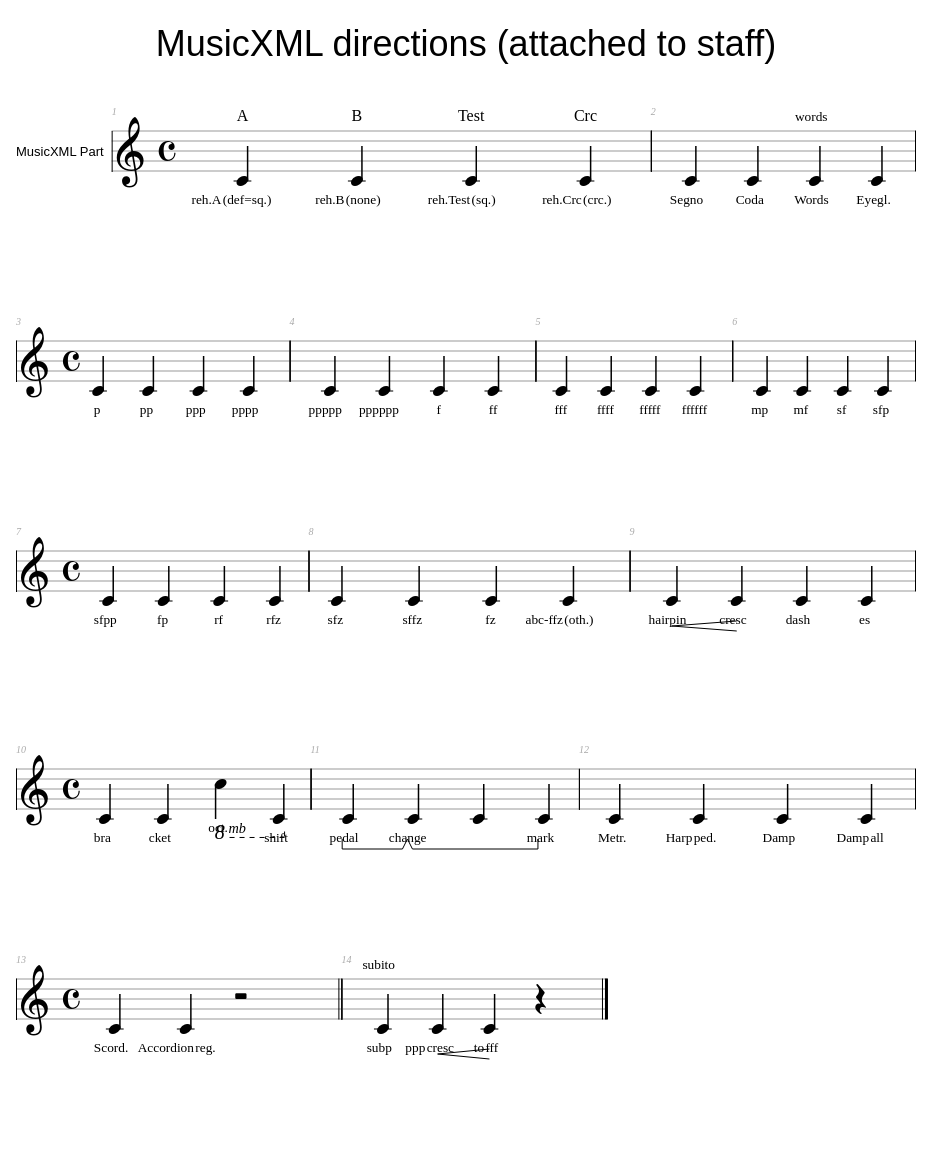 MusicXML directions (attached to staff)
1 A B Test Crc 2 words
MusicXML Part
reh.A (def=sq.) reh.B (none) reh.Test (sq.) reh.Crc (crc.) Segno Coda Words Eyegl.
3 4 5 6
p pp ppp pppp ppppp pppppp f ff fff ffff fffff ffffff mp mf sf sfp
7 8 9
sfpp fp rf rfz sfz sffz fz abc-ffz (oth.) hairpin cresc dash es
10 11 12
8mb
bra cket oct. shift pedal change mark Metr. Harp ped. Damp Damp all
13 14 subito
Scord. Accordion reg. subp ppp cresc to fff